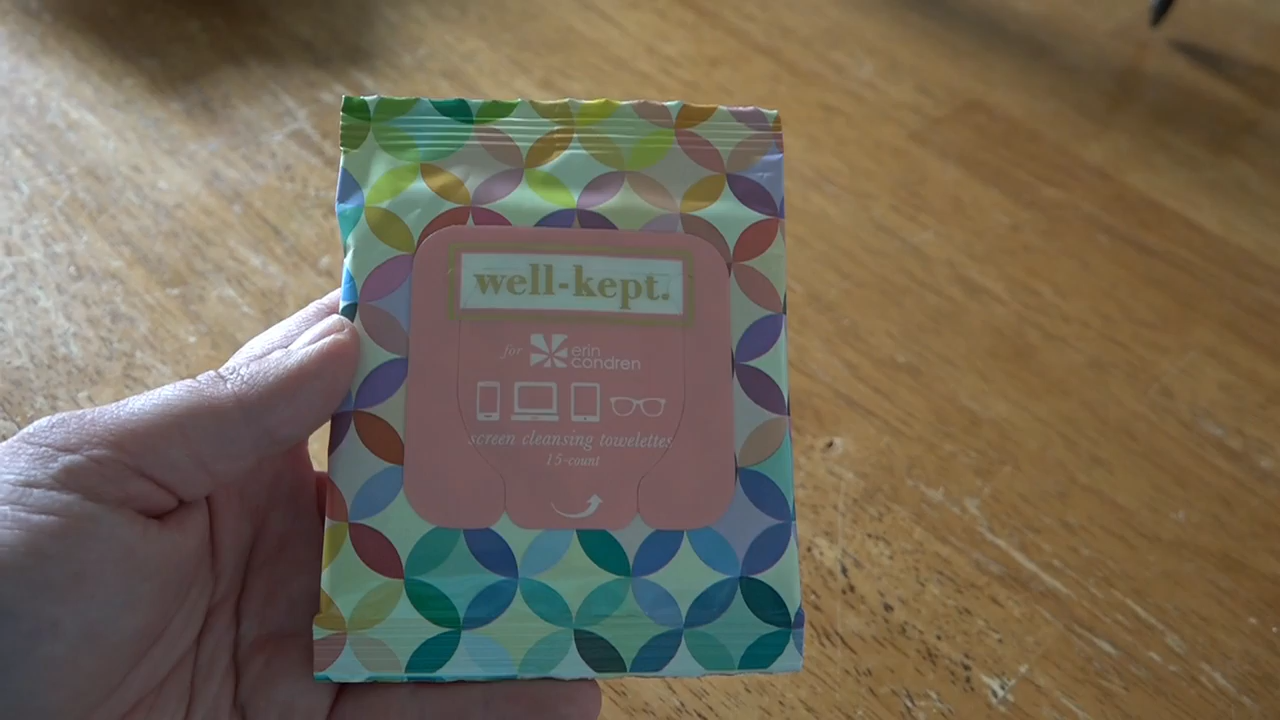 well-kept.
for erin
condren
screen cleansing towelettes
15-count